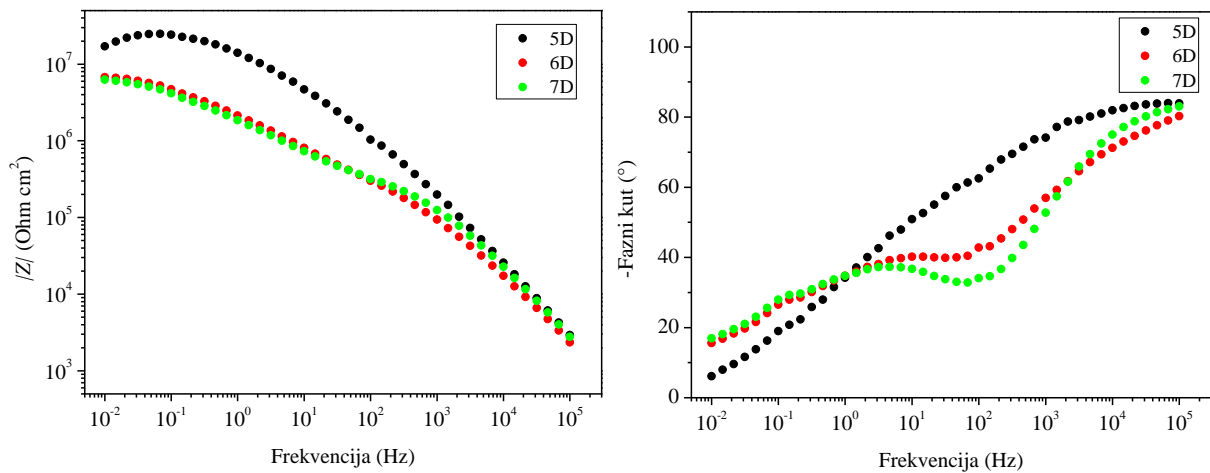 |Z| (Ohm cm²)
10⁷
10⁶
10⁵
10⁴
10³
10⁻²
10⁻¹
10⁰
10¹
10²
10³
10⁴
10⁵
Frekvencija (Hz)
5D
6D
7D
-Fazni kut (°)
100
80
60
40
20
0
10⁻²
10⁻¹
10⁰
10¹
10²
10³
10⁴
10⁵
Frekvencija (Hz)
5D
6D
7D